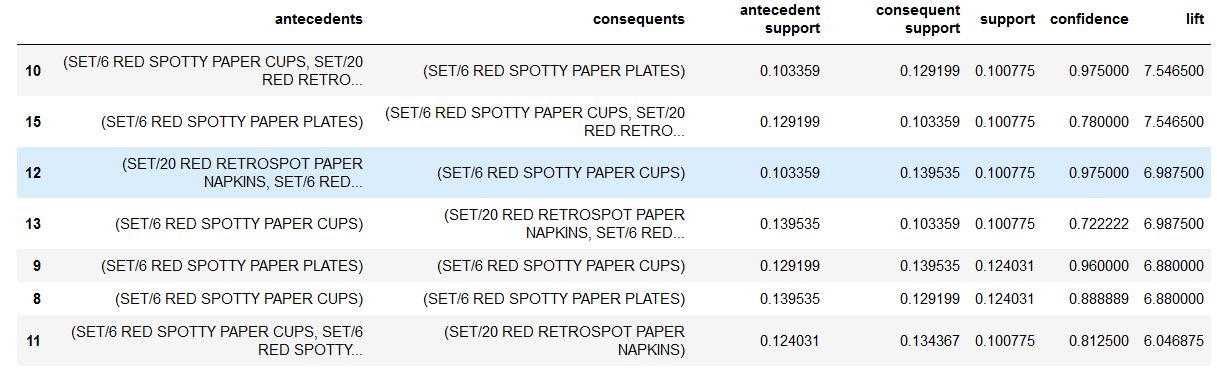 antecedents consequents antecedent support consequent support support confidence lift
10 (SET/6 RED SPOTTY PAPER CUPS, SET/20 RED RETRO... (SET/6 RED SPOTTY PAPER PLATES) 0.103359 0.129199 0.100775 0.975000 7.546500
15 (SET/6 RED SPOTTY PAPER PLATES) (SET/6 RED SPOTTY PAPER CUPS, SET/20 RED RETRO... 0.129199 0.103359 0.100775 0.780000 7.546500
12 (SET/20 RED RETROSPOT PAPER NAPKINS, SET/6 RED... (SET/6 RED SPOTTY PAPER CUPS) 0.103359 0.139535 0.100775 0.975000 6.987500
13 (SET/6 RED SPOTTY PAPER CUPS) (SET/20 RED RETROSPOT PAPER NAPKINS, SET/6 RED... 0.139535 0.103359 0.100775 0.722222 6.987500
9 (SET/6 RED SPOTTY PAPER PLATES) (SET/6 RED SPOTTY PAPER CUPS) 0.129199 0.139535 0.124031 0.960000 6.880000
8 (SET/6 RED SPOTTY PAPER CUPS) (SET/6 RED SPOTTY PAPER PLATES) 0.139535 0.129199 0.124031 0.888889 6.880000
11 (SET/6 RED SPOTTY PAPER CUPS, SET/6 RED SPOTTY... (SET/20 RED RETROSPOT PAPER NAPKINS) 0.124031 0.134367 0.100775 0.812500 6.046875